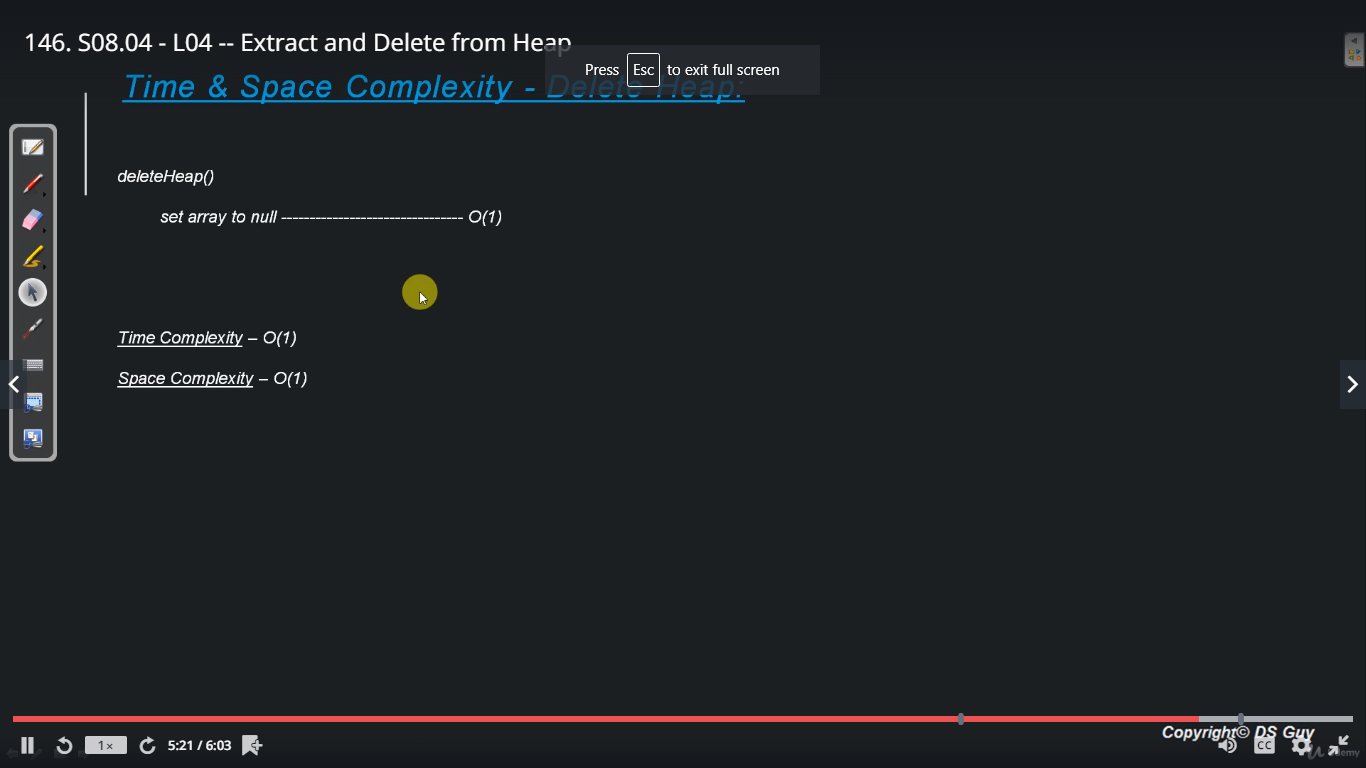 146. S08.04 - L04 -- Extract and Delete from Heap
Press Esc to exit full screen
Time & Space Complexity - Delete Heap:
deleteHeap()
set array to null -------------------------------- O(1)
Time Complexity – O(1)
Space Complexity – O(1)
Copyright© DS Guy
1×
5:21 / 6:03
CC